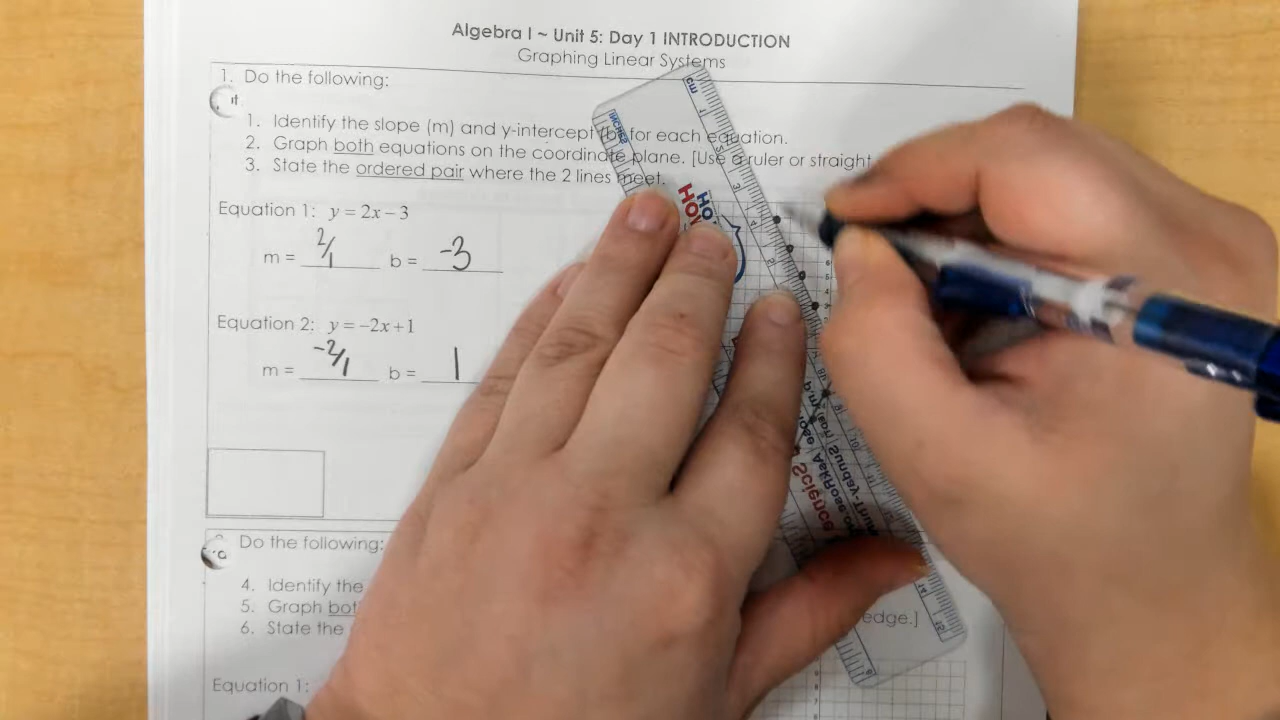 Algebra I ~ Unit 5: Day 1 INTRODUCTION
Graphing Linear Systems
1. Do the following:
1. Identify the slope (m) and y-intercept (b) for each equation.
2. Graph both equations on the coordinate plane. [Use a ruler or straight
3. State the ordered pair where the 2 lines meet.
Equation 1: y = 2x – 3
m = 2/1 b = -3
Equation 2: y = –2x + 1
m = -2/1 b = 1
Do the following:
4. Identify the
5. Graph bot
6. State the
edge.]
Equation 1:
cm
INCHES
Science